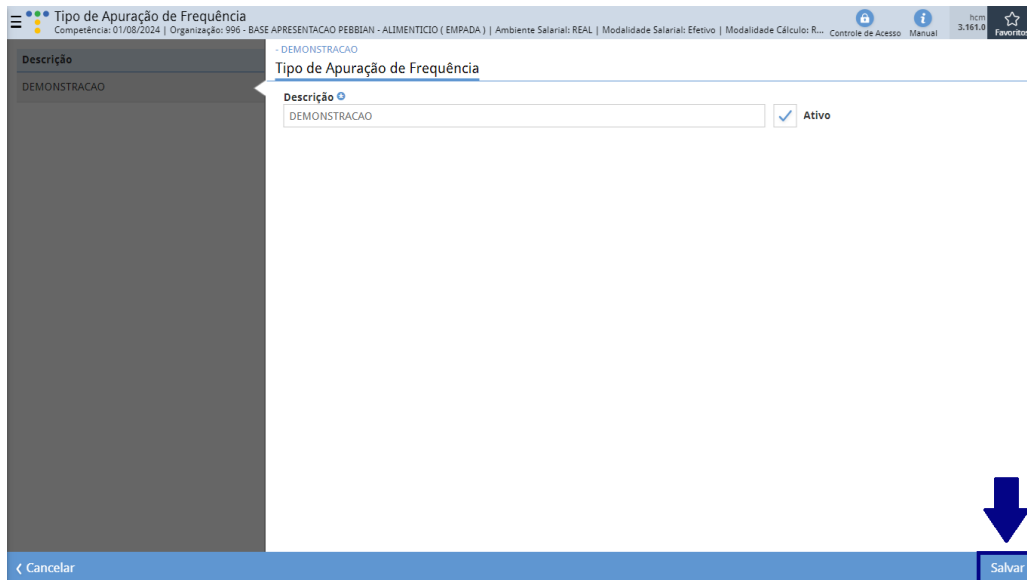 Tipo de Apuração de Frequência
Competência: 01/08/2024 | Organização: 996 - BASE APRESENTACAO PEBBIAN - ALIMENTICIO ( EMPADA ) | Ambiente Salarial: REAL | Modalidade Salarial: Efetivo | Modalidade Cálculo: R...
Controle de Acesso
Manual
hcm
3.161.0
Favoritos
Descrição
DEMONSTRACAO
- DEMONSTRACAO
Tipo de Apuração de Frequência
Descrição
DEMONSTRACAO
Ativo
Cancelar
Salvar